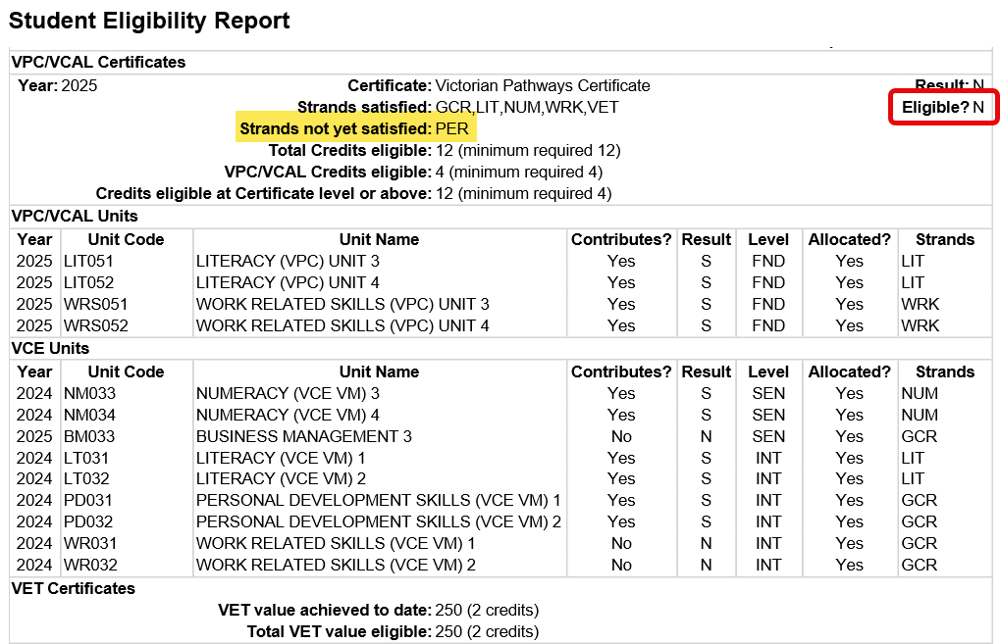 Student Eligibility Report
VPC/VCAL Certificates
Year: 2025 Certificate: Victorian Pathways Certificate Result: N
Strands satisfied: GCR,LIT,NUM,WRK,VET Eligible? N
Strands not yet satisfied: PER
Total Credits eligible: 12 (minimum required 12)
VPC/VCAL Credits eligible: 4 (minimum required 4)
Credits eligible at Certificate level or above: 12 (minimum required 4)
VPC/VCAL Units
Year Unit Code Unit Name Contributes? Result Level Allocated? Strands
2025 LIT051 LITERACY (VPC) UNIT 3 Yes S FND Yes LIT
2025 LIT052 LITERACY (VPC) UNIT 4 Yes S FND Yes LIT
2025 WRS051 WORK RELATED SKILLS (VPC) UNIT 3 Yes S FND Yes WRK
2025 WRS052 WORK RELATED SKILLS (VPC) UNIT 4 Yes S FND Yes WRK
VCE Units
Year Unit Code Unit Name Contributes? Result Level Allocated? Strands
2024 NM033 NUMERACY (VCE VM) 3 Yes S SEN Yes NUM
2024 NM034 NUMERACY (VCE VM) 4 Yes S SEN Yes NUM
2025 BM033 BUSINESS MANAGEMENT 3 No N SEN Yes GCR
2024 LT031 LITERACY (VCE VM) 1 Yes S INT Yes LIT
2024 LT032 LITERACY (VCE VM) 2 Yes S INT Yes LIT
2024 PD031 PERSONAL DEVELOPMENT SKILLS (VCE VM) 1 Yes S INT Yes GCR
2024 PD032 PERSONAL DEVELOPMENT SKILLS (VCE VM) 2 Yes S INT Yes GCR
2024 WR031 WORK RELATED SKILLS (VCE VM) 1 No N INT Yes GCR
2024 WR032 WORK RELATED SKILLS (VCE VM) 2 No N INT Yes GCR
VET Certificates
VET value achieved to date: 250 (2 credits)
Total VET value eligible: 250 (2 credits)